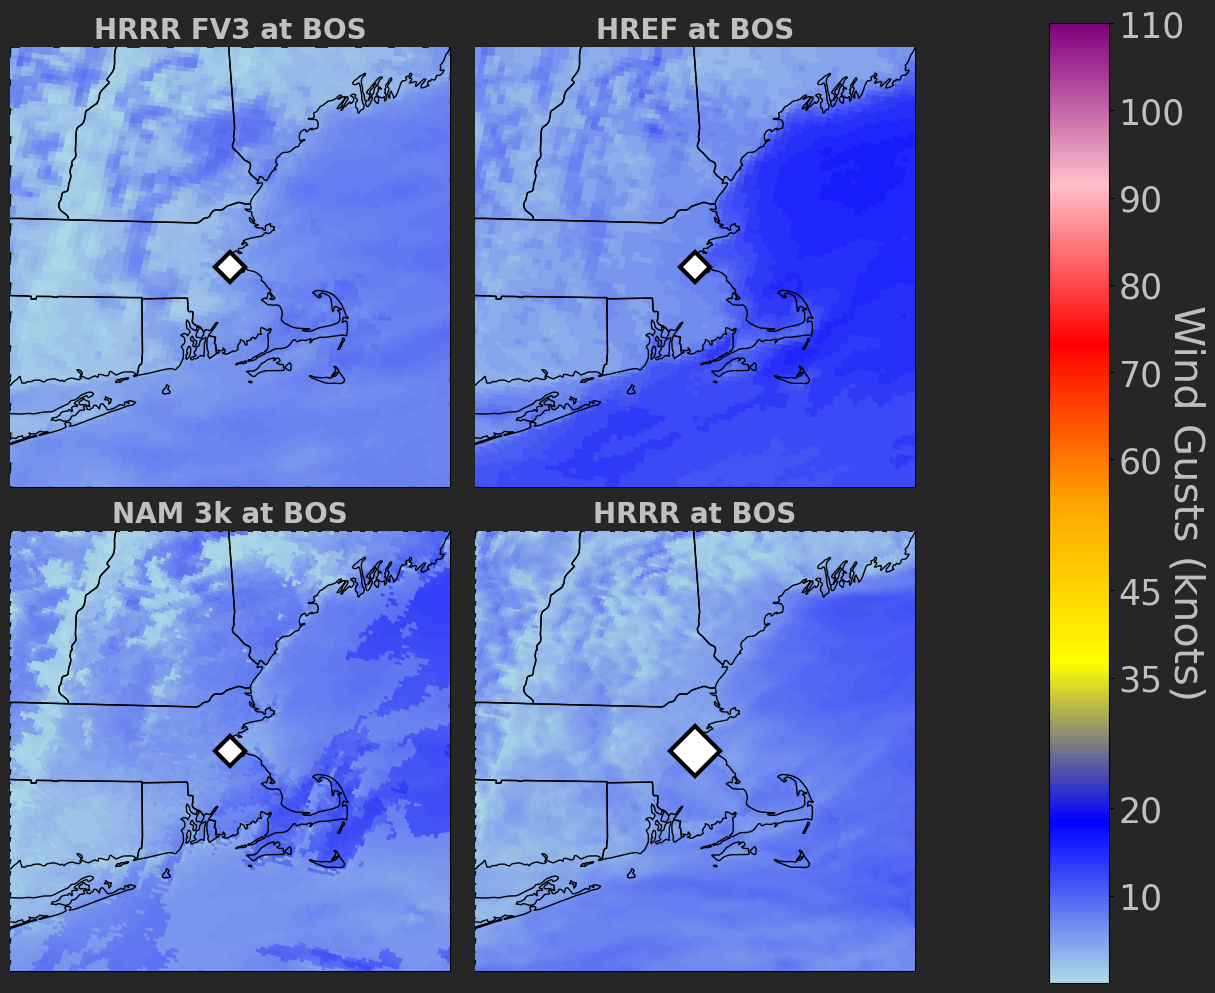 HRRR FV3 at BOS
HREF at BOS
NAM 3k at BOS
HRRR at BOS
110
100
90
80
70
60
45
35
20
10
Wind Gusts (knots)